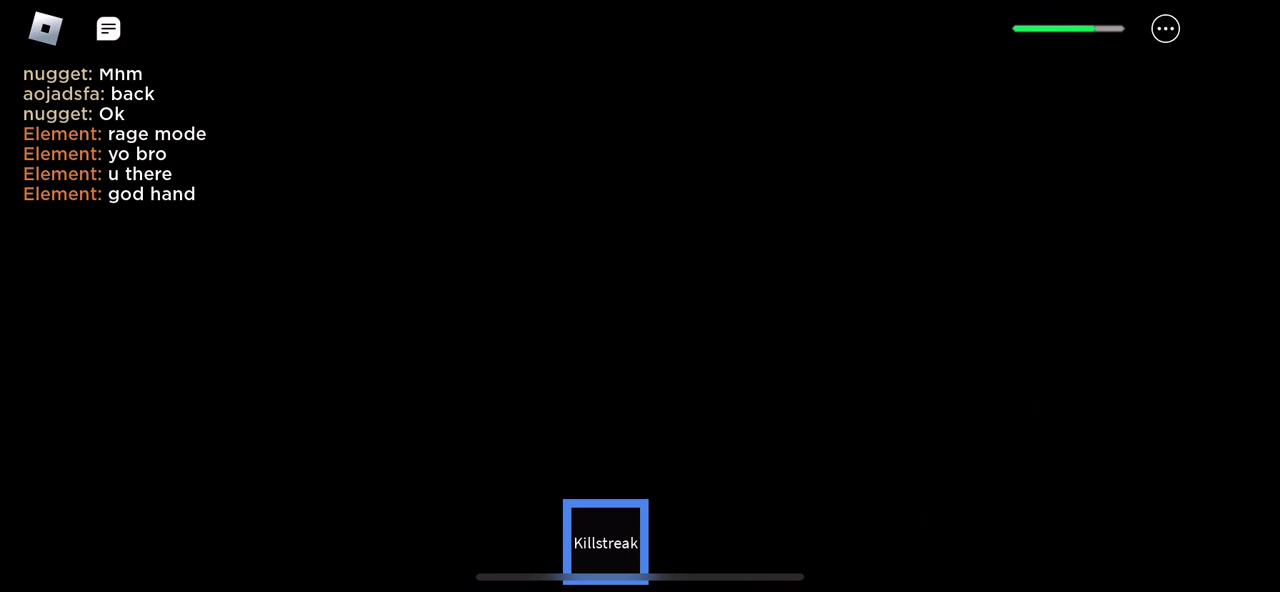 nugget: Mhm
aojadsfa: back
nugget: Ok
Element: rage mode
Element: yo bro
Element: u there
Element: god hand
Killstreak